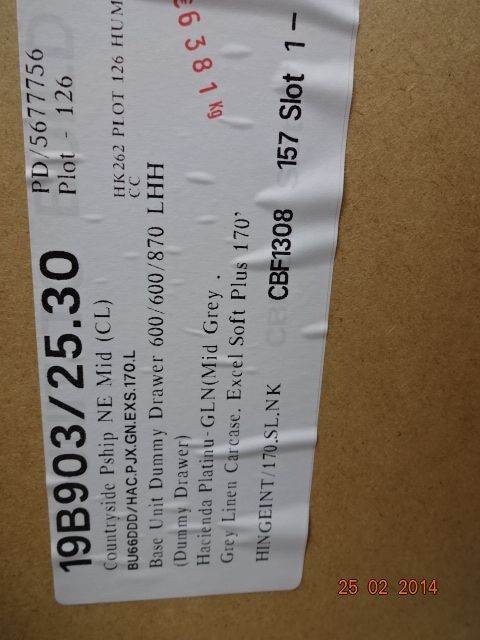 19B903/25.30 PD/5677756
Plot - 126
Countryside Pship NE Mid (CL) HK262 PLOT 126 HUM
BU66DDD/HAC.PJX.GN.EXS.170.L CC
Base Unit Dummy Drawer 600/600/870 LHH
(Dummy Drawer)
6381Kg
Hacienda Platinu-GLN(Mid Grey .
Grey Linen Carcase. Excel Soft Plus 170'
HINGEINT/170.SL.NK CBF1308 157 Slot 1 -
25 02 2014